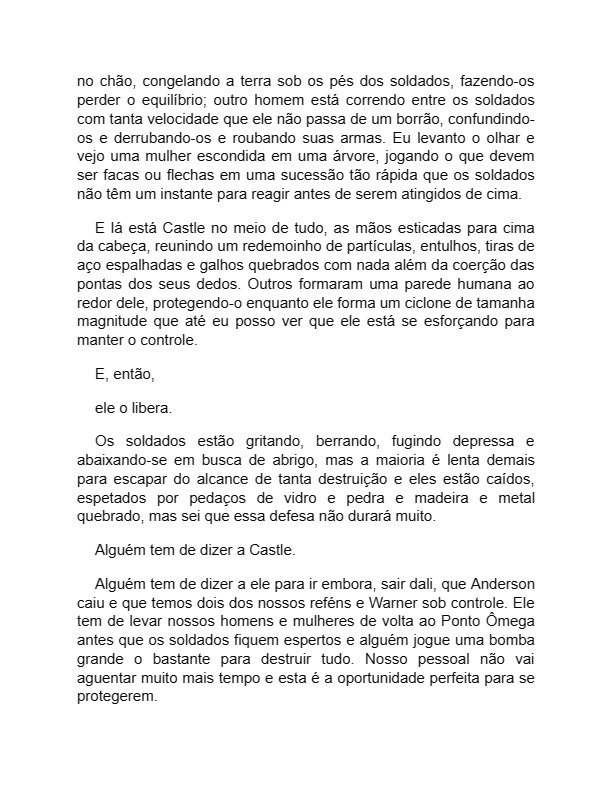 no chão, congelando a terra sob os pés dos soldados, fazendo-os
perder o equilíbrio; outro homem está correndo entre os soldados
com tanta velocidade que ele não passa de um borrão, confundindo-
os e derrubando-os e roubando suas armas. Eu levanto o olhar e
vejo uma mulher escondida em uma árvore, jogando o que devem
ser facas ou flechas em uma sucessão tão rápida que os soldados
não têm um instante para reagir antes de serem atingidos de cima.
E lá está Castle no meio de tudo, as mãos esticadas para cima
da cabeça, reunindo um redemoinho de partículas, entulhos, tiras de
aço espalhadas e galhos quebrados com nada além da coerção das
pontas dos seus dedos. Outros formaram uma parede humana ao
redor dele, protegendo-o enquanto ele forma um ciclone de tamanha
magnitude que até eu posso ver que ele está se esforçando para
manter o controle.
E, então,
ele o libera.
Os soldados estão gritando, berrando, fugindo depressa e
abaixando-se em busca de abrigo, mas a maioria é lenta demais
para escapar do alcance de tanta destruição e eles estão caídos,
espetados por pedaços de vidro e pedra e madeira e metal
quebrado, mas sei que essa defesa não durará muito.
Alguém tem de dizer a Castle.
Alguém tem de dizer a ele para ir embora, sair dali, que Anderson
caiu e que temos dois dos nossos reféns e Warner sob controle. Ele
tem de levar nossos homens e mulheres de volta ao Ponto Ômega
antes que os soldados fiquem espertos e alguém jogue uma bomba
grande o bastante para destruir tudo. Nosso pessoal não vai
aguentar muito mais tempo e esta é a oportunidade perfeita para se
protegerem.